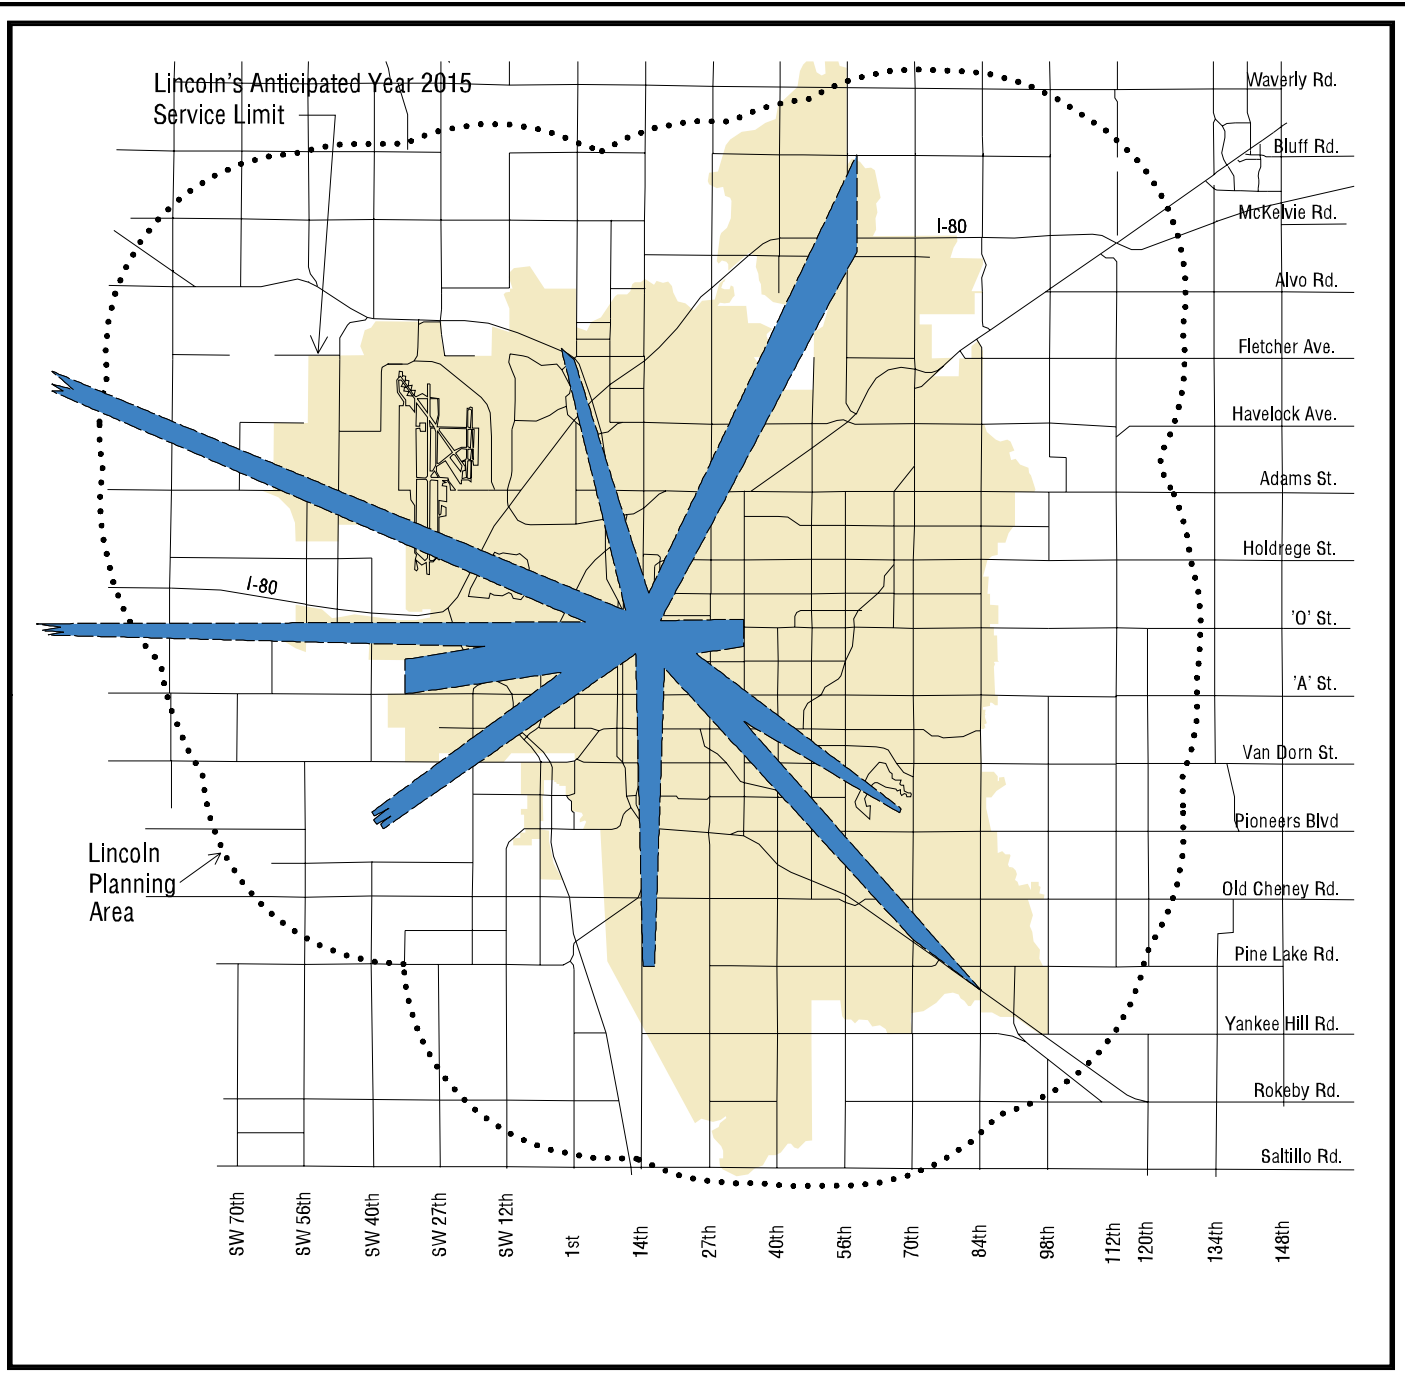 Lincoln's Anticipated Year 2015
Service Limit
Waverly Rd.
Bluff Rd.
McKelvie Rd.
I-80
Alvo Rd.
Fletcher Ave.
Havelock Ave.
Adams St.
Holdrege St.
I-80
'O' St.
'A' St.
Van Dorn St.
Pioneers Blvd
Lincoln
Planning
Area
Old Cheney Rd.
Pine Lake Rd.
Yankee Hill Rd.
Rokeby Rd.
Saltillo Rd.
SW 70th
SW 56th
SW 40th
SW 27th
SW 12th
1st
14th
27th
40th
56th
70th
84th
98th
112th
120th
134th
148th